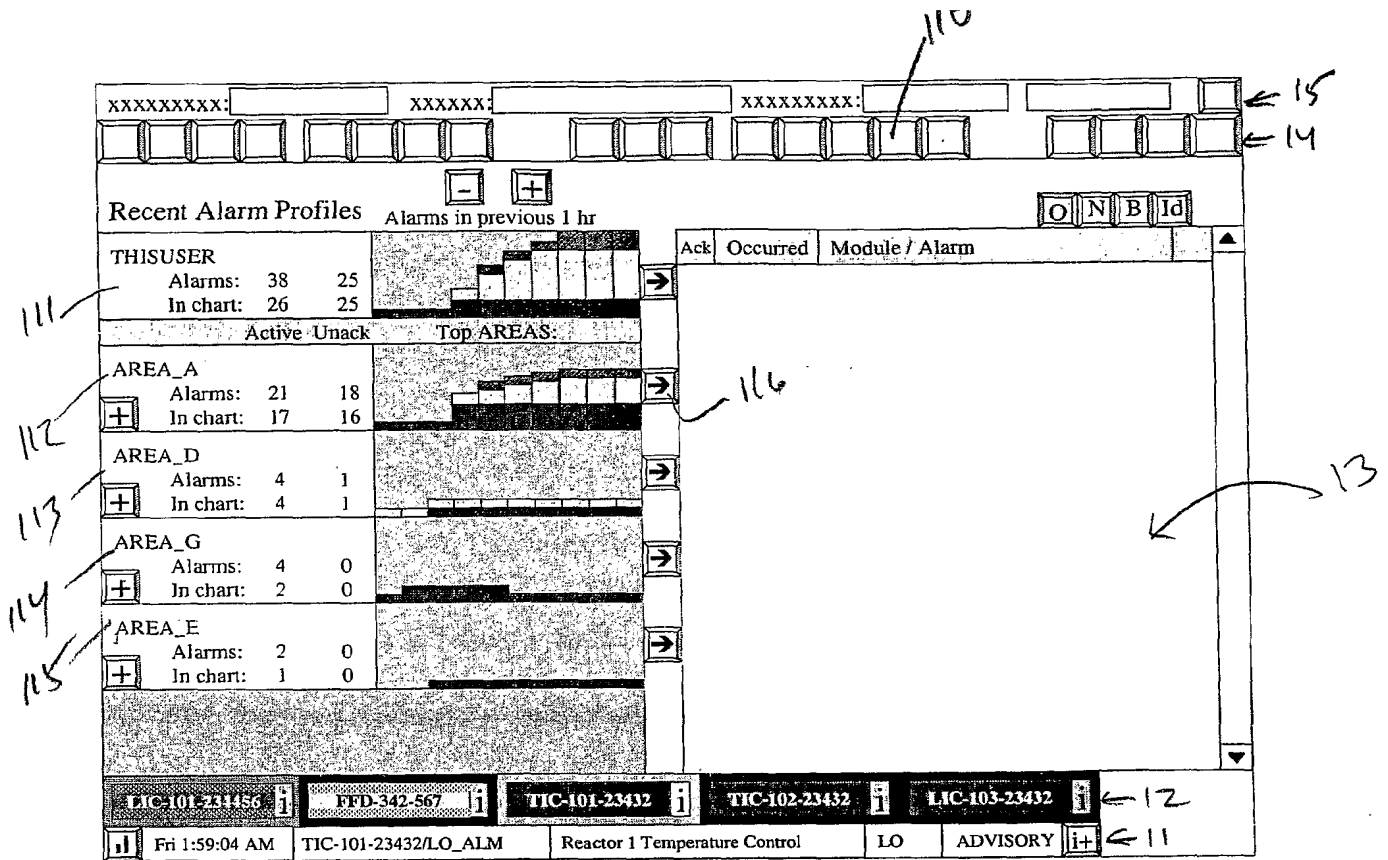 110
xxxxxxxxx: xxxxxx: xxxxxxxxx: 15
14
- +
Recent Alarm Profiles Alarms in previous 1 hr O N B Id
Ack Occurred Module / Alarm
THISUSER
Alarms: 38 25
In chart: 26 25
111
Active Unack Top AREAS:
AREA_A
Alarms: 21 18
+ In chart: 17 16
116
112
AREA_D
Alarms: 4 1
+ In chart: 4 1
13
113
AREA_G
Alarms: 4 0
+ In chart: 2 0
114
AREA_E
Alarms: 2 0
+ In chart: 1 0
115
LIC-101-231456 i FFD-342-567 i TIC-101-23432 i TIC-102-23432 i LIC-103-23432 i 12
Fri 1:59:04 AM TIC-101-23432/LO_ALM Reactor 1 Temperature Control LO ADVISORY i+ 11